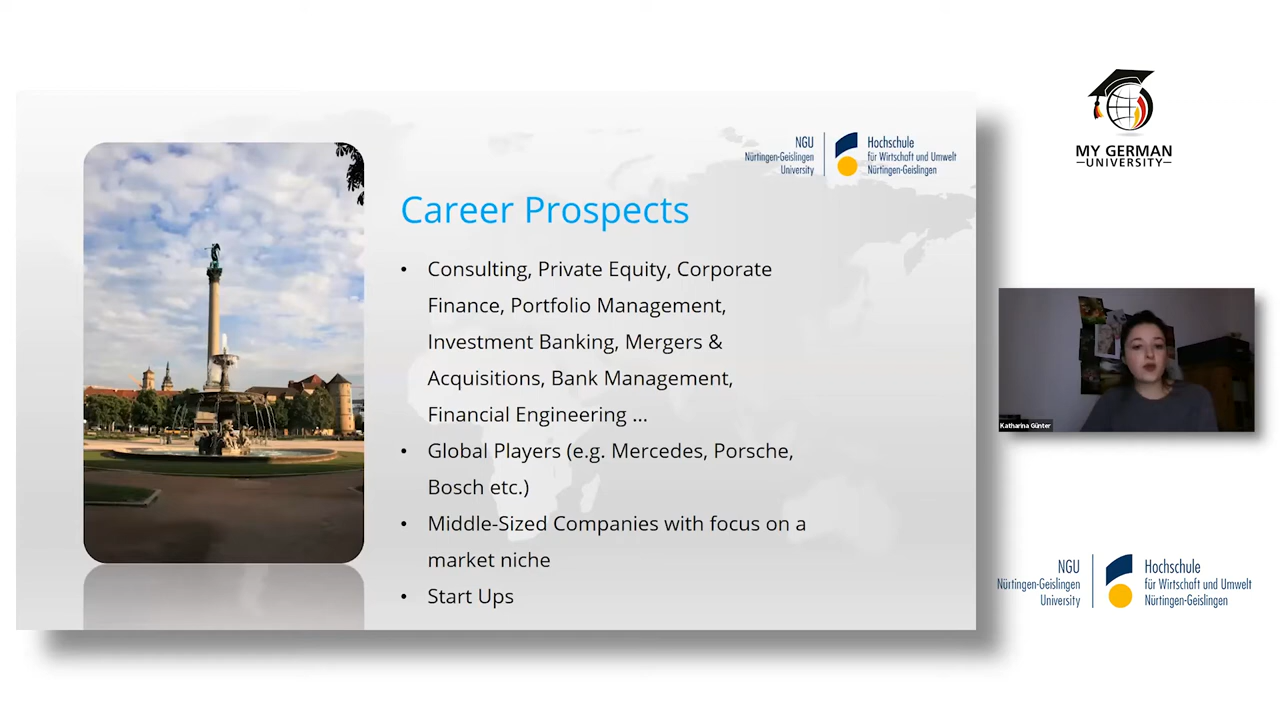 NGU
Nürtingen-Geislingen
University
Hochschule
für Wirtschaft und Umwelt
Nürtingen-Geislingen
Career Prospects
• Consulting, Private Equity, Corporate
Finance, Portfolio Management,
Investment Banking, Mergers &
Acquisitions, Bank Management,
Financial Engineering ...
• Global Players (e.g. Mercedes, Porsche,
Bosch etc.)
• Middle-Sized Companies with focus on a
market niche
• Start Ups
MY GERMAN
UNIVERSITY
Katharina Günter
NGU
Nürtingen-Geislingen
University
Hochschule
für Wirtschaft und Umwelt
Nürtingen-Geislingen